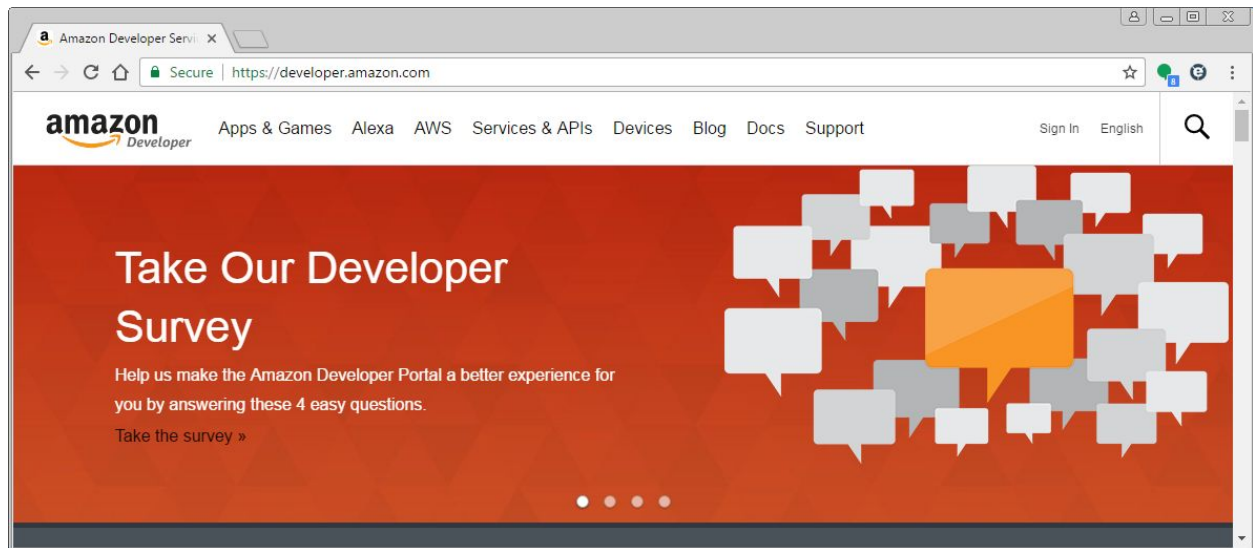 Amazon Developer Servi
Secure | https://developer.amazon.com
8
amazon Developer
Apps & Games Alexa AWS Services & APIs Devices Blog Docs Support Sign In English
Take Our Developer
Survey
Help us make the Amazon Developer Portal a better experience for
you by answering these 4 easy questions.
Take the survey »